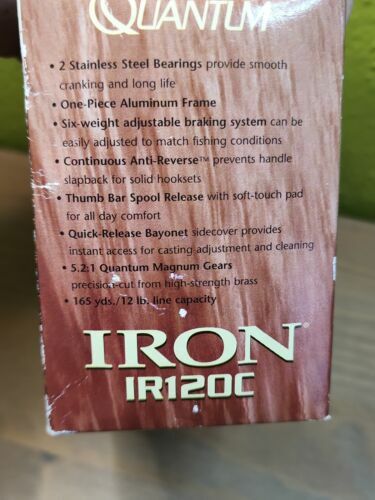 QUANTUM
• 2 Stainless Steel Bearings provide smooth
cranking and long life
• One-Piece Aluminum Frame
• Six-weight adjustable braking system can be
easily adjusted to match fishing conditions
• Continuous Anti-Reverse™ prevents handle
slapback for solid hooksets
• Thumb Bar Spool Release with soft-touch pad
for all day comfort
• Quick-Release Bayonet sidecover provides
instant access for casting adjustment and cleaning
• 5.2:1 Quantum Magnum Gears
precision-cut from high-strength brass
• 165 yds./12 lb. line capacity
IRON®
IR120C